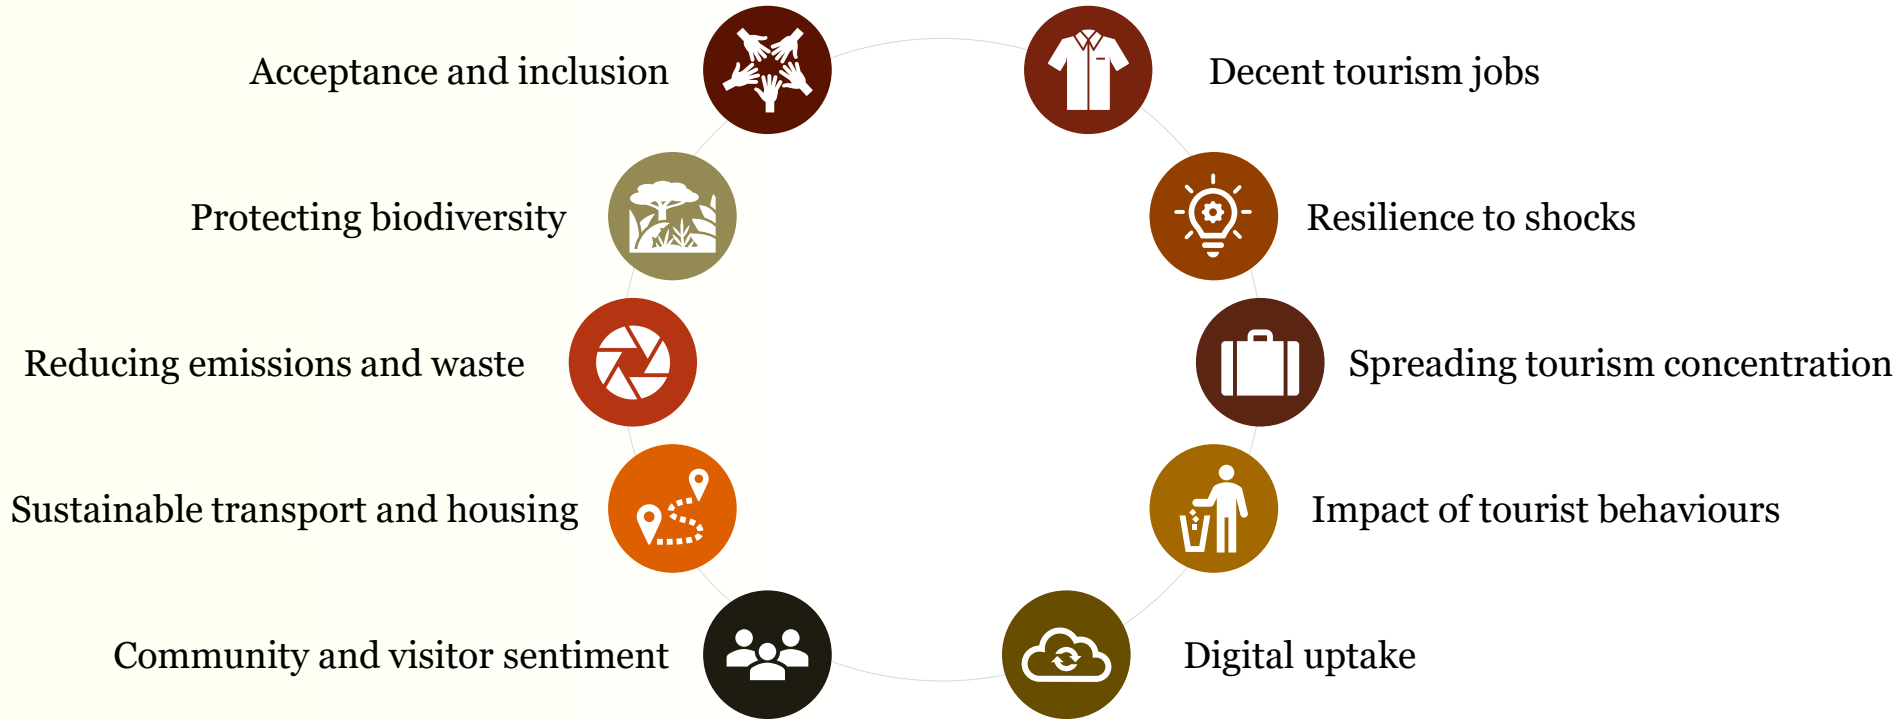 Acceptance and inclusion
Decent tourism jobs
Protecting biodiversity
Resilience to shocks
Reducing emissions and waste
Spreading tourism concentration
Sustainable transport and housing
Impact of tourist behaviours
Community and visitor sentiment
Digital uptake